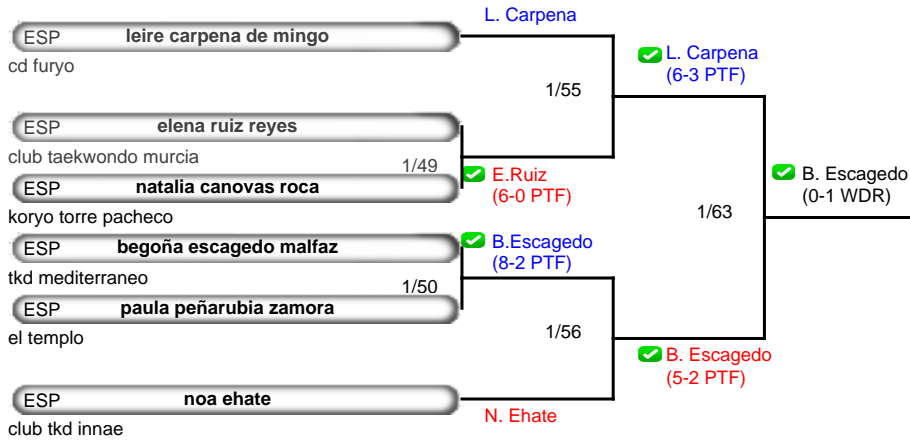 L. Carpena
ESP leire carpena de mingo
cd furyo
L. Carpena
(6-3 PTF)
1/55
ESP elena ruiz reyes
club taekwondo murcia
1/49
E.Ruiz
(6-0 PTF)
ESP natalia canovas roca
koryo torre pacheco
B. Escagedo
(0-1 WDR)
1/63
ESP begoña escagedo malfaz
tkd mediterraneo
B.Escagedo
(8-2 PTF)
1/50
ESP paula peñarubia zamora
el templo
1/56
B. Escagedo
(5-2 PTF)
ESP noa ehate
club tkd innae
N. Ehate